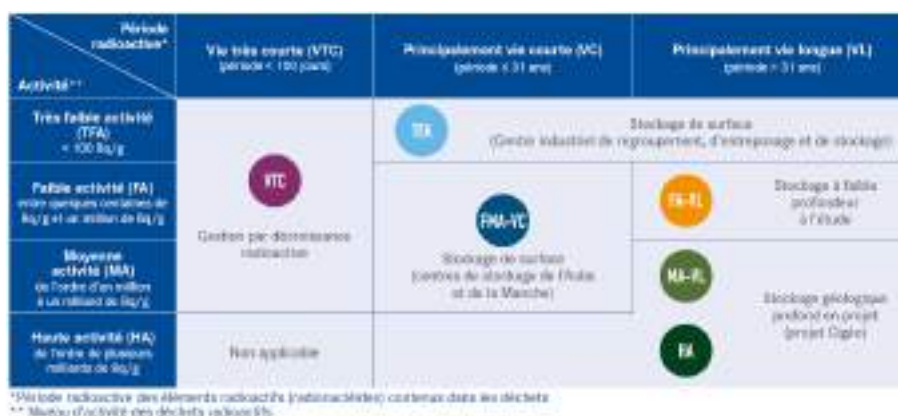 Période
radioactive*
Activité**
Vie très courte (VTC)
(période < 100 jours)
Principalement vie courte (VC)
(période ≤ 31 ans)
Principalement vie longue (VL)
(période > 31 ans)
Très faible activité
(TFA)
< 100 Bq/g
TFA
Stockage de surface
(Centre industriel de regroupement, d'entreposage et de stockage)
Faible activité (FA)
entre quelques centaines de
Bq/g et un million de Bq/g
VTC
Gestion par décroissance
radioactive
FMA-VC
Stockage de surface
(centres de stockage de l'Aube
et de la Manche)
FA-VL
Stockage à faible
profondeur
à l'étude
Moyenne
activité (MA)
de l'ordre d'un million
à un milliard de Bq/g
MA-VL
Stockage géologique
profond en projet
(projet Cigéo)
Haute activité (HA)
de l'ordre de plusieurs
milliards de Bq/g
Non applicable
HA
*Période radioactive des éléments radioactifs (radionucléides) contenus dans les déchets
** Niveau d'activité des déchets radioactifs